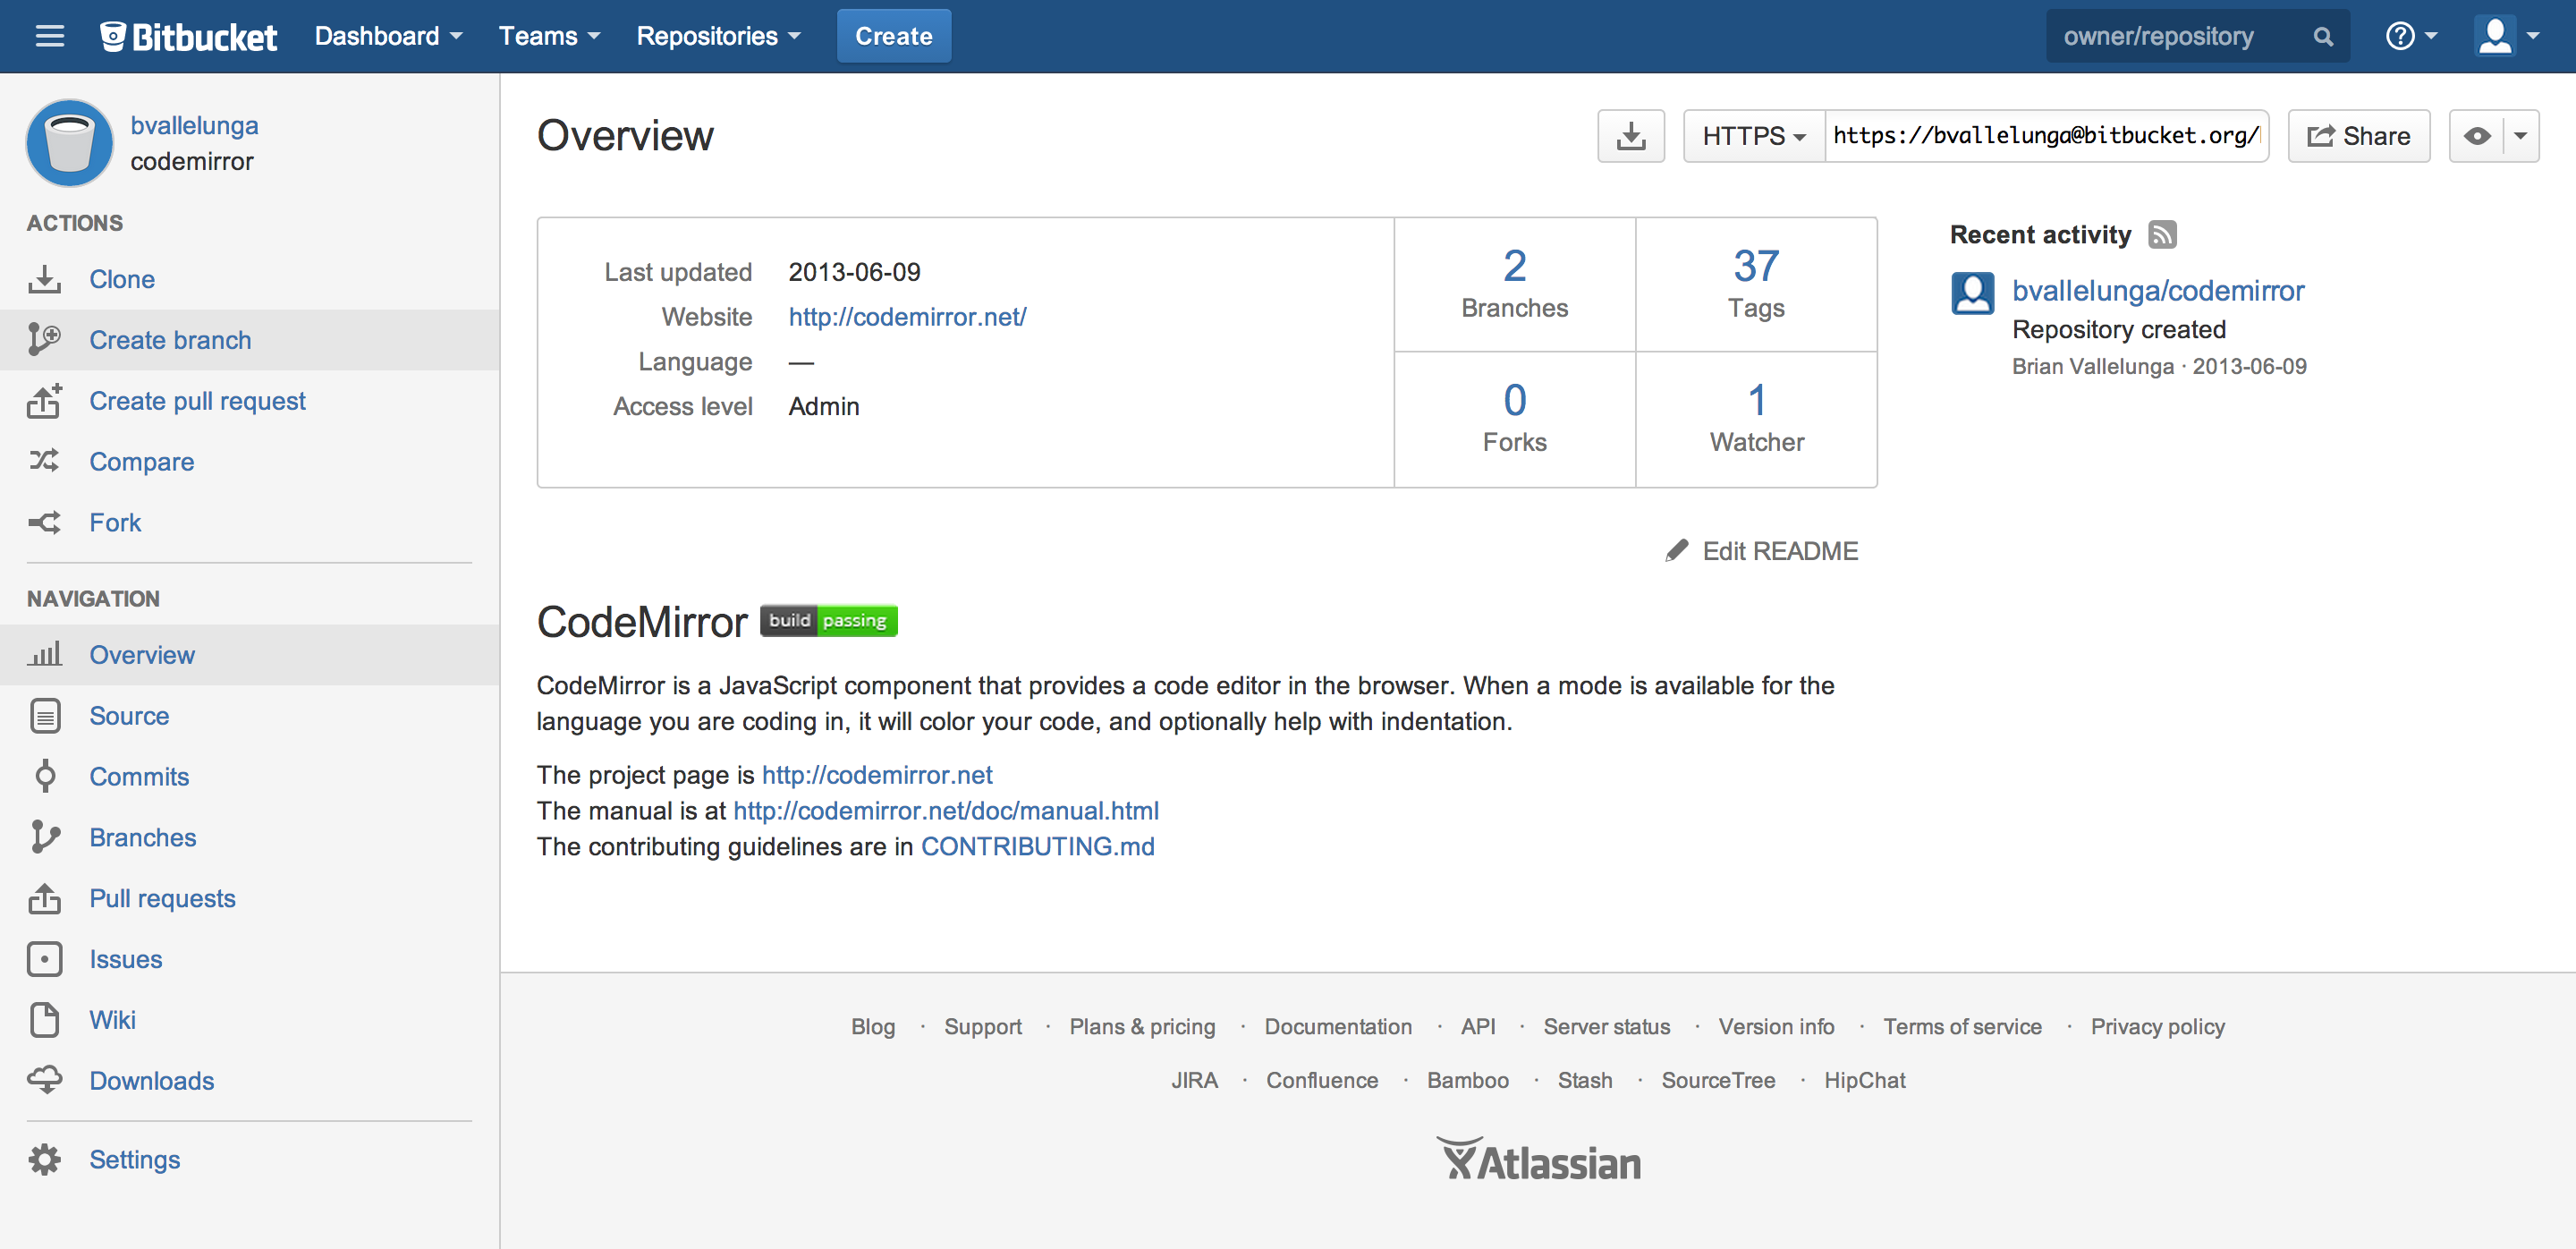 Bitbucket Dashboard Teams Repositories Create owner/repository
bvallelunga
codemirror
ACTIONS
Clone
Create branch
Create pull request
Compare
Fork
NAVIGATION
Overview
Source
Commits
Branches
Pull requests
Issues
Wiki
Downloads
Settings
Overview
HTTPS https://bvallelunga@bitbucket.org/ Share
Last updated 2013-06-09
Website http://codemirror.net/
Language —
Access level Admin
2
Branches
37
Tags
0
Forks
1
Watcher
Edit README
CodeMirror build passing
CodeMirror is a JavaScript component that provides a code editor in the browser. When a mode is available for the
language you are coding in, it will color your code, and optionally help with indentation.
The project page is http://codemirror.net
The manual is at http://codemirror.net/doc/manual.html
The contributing guidelines are in CONTRIBUTING.md
Recent activity
bvallelunga/codemirror
Repository created
Brian Vallelunga · 2013-06-09
Blog · Support · Plans & pricing · Documentation · API · Server status · Version info · Terms of service · Privacy policy
JIRA · Confluence · Bamboo · Stash · SourceTree · HipChat
Atlassian